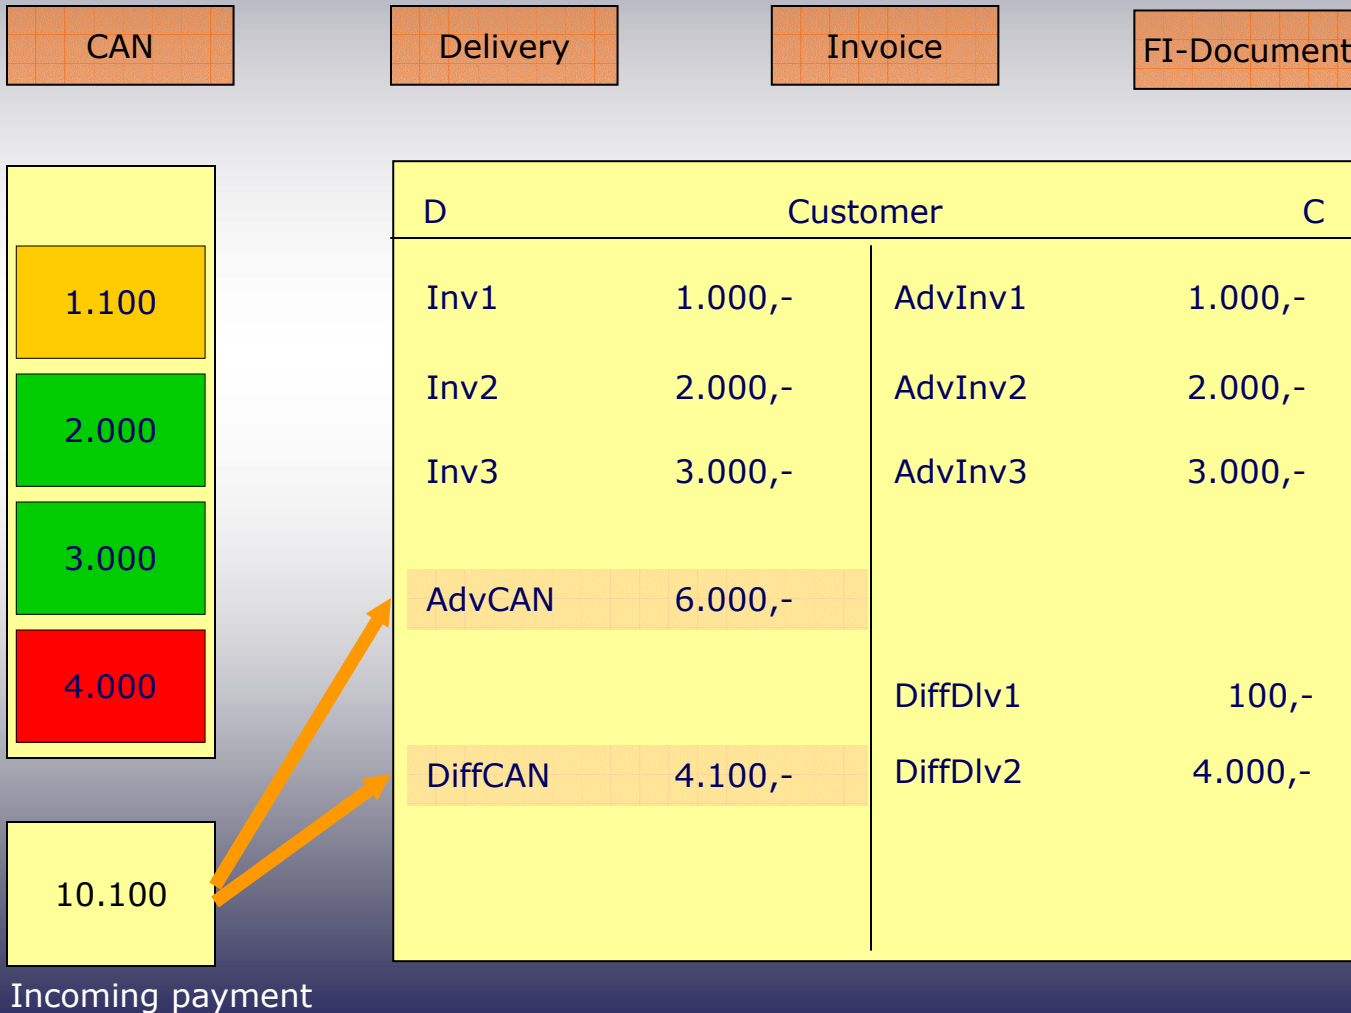 CAN Delivery Invoice FI-Document
D Customer C
1.100
Inv1 1.000,- AdvInv1 1.000,-
Inv2 2.000,- AdvInv2 2.000,-
2.000
Inv3 3.000,- AdvInv3 3.000,-
3.000
AdvCAN 6.000,-
4.000
DiffDlv1 100,-
DiffCAN 4.100,- DiffDlv2 4.000,-
10.100
Incoming payment